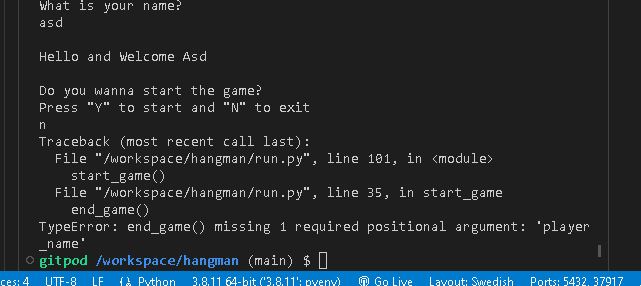 What is your name?
asd
Hello and Welcome Asd
Do you wanna start the game?
Press "Y" to start and "N" to exit
n
Traceback (most recent call last):
  File "/workspace/hangman/run.py", line 101, in <module>
    start_game()
  File "/workspace/hangman/run.py", line 35, in start_game
    end_game()
TypeError: end_game() missing 1 required positional argument: 'player
_name'
gitpod /workspace/hangman (main) $
ces: 4 UTF-8 LF Python 3.8.11 64-bit ('3.8.11': pyenv) Go Live Layout: Swedish Ports: 5432, 37917